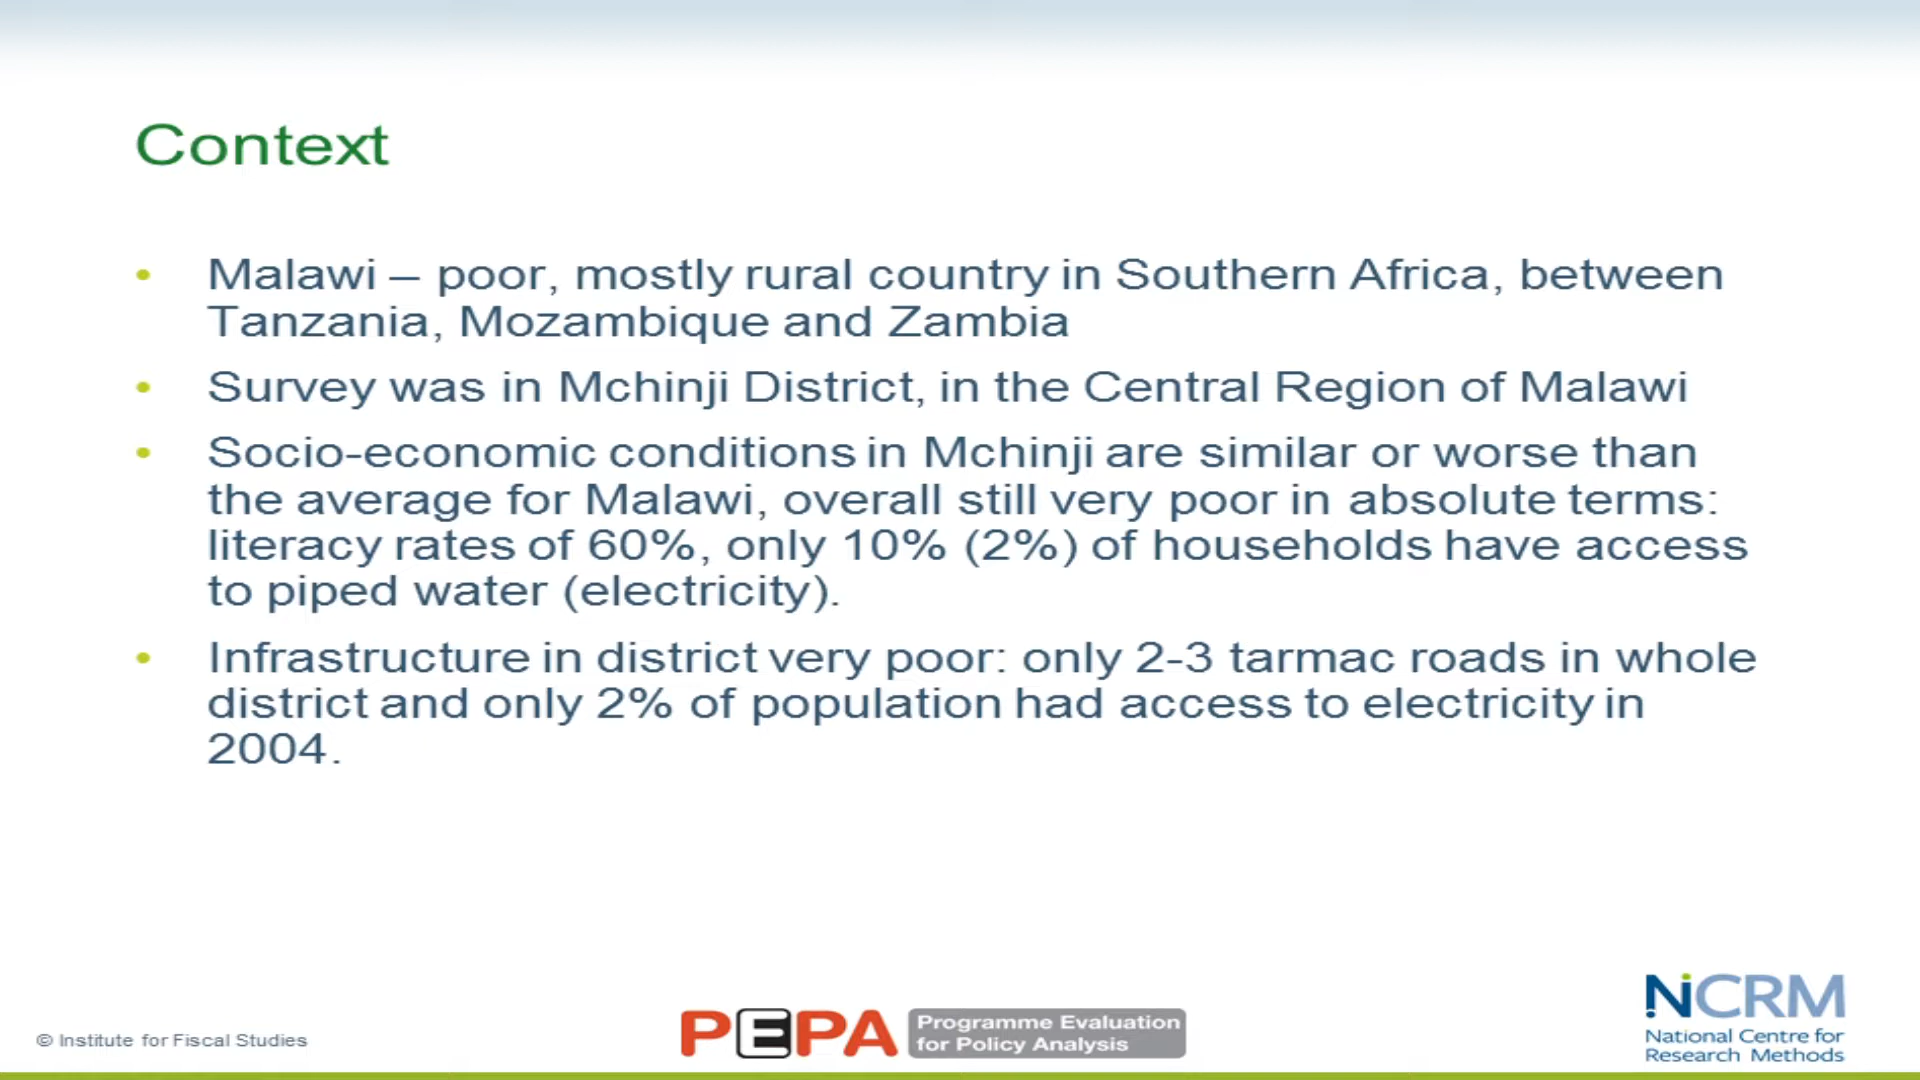 Context
• Malawi – poor, mostly rural country in Southern Africa, between
Tanzania, Mozambique and Zambia
• Survey was in Mchinji District, in the Central Region of Malawi
• Socio-economic conditions in Mchinji are similar or worse than
the average for Malawi, overall still very poor in absolute terms:
literacy rates of 60%, only 10% (2%) of households have access
to piped water (electricity).
• Infrastructure in district very poor: only 2-3 tarmac roads in whole
district and only 2% of population had access to electricity in
2004.
© Institute for Fiscal Studies
PEPA
Programme Evaluation
for Policy Analysis
NCRM
National Centre for
Research Methods